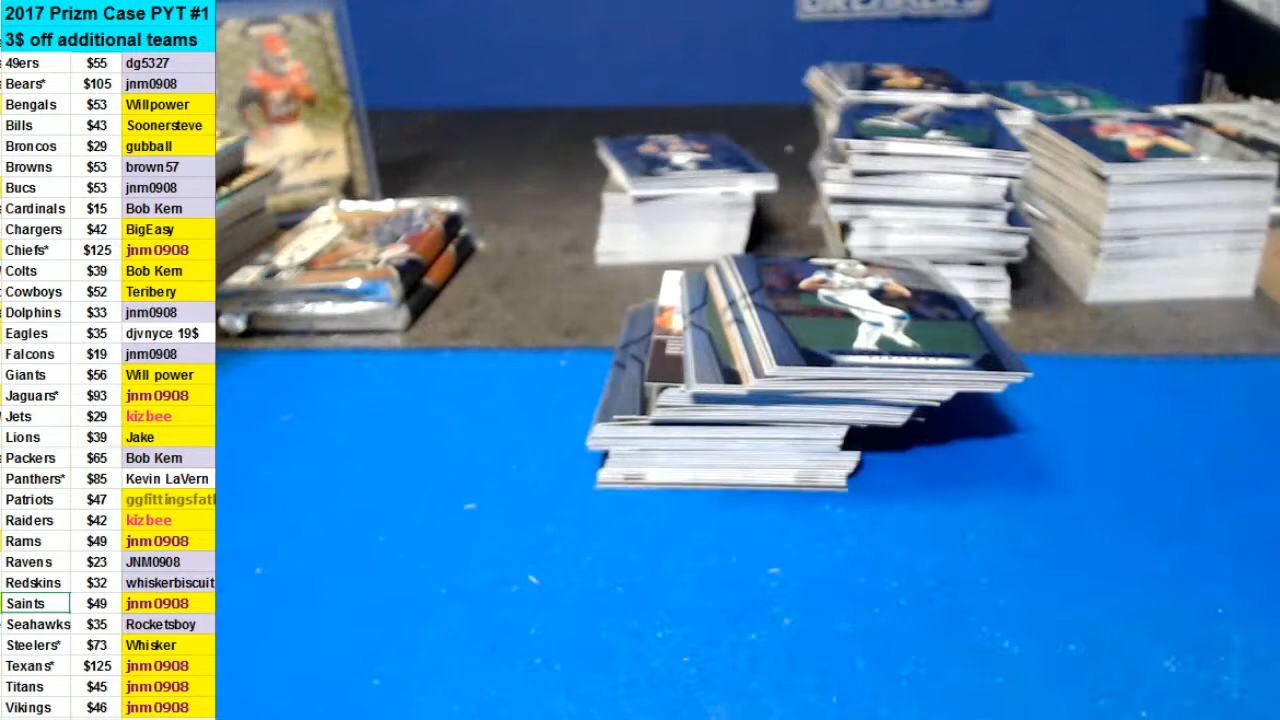 2017 Prizm Case PYT #1
3$ off additional teams
49ers $55 dg5327
Bears* $105 jnm0908
Bengals $53 Willpower
Bills $43 Soonersteve
Broncos $29 gubball
Browns $53 brown57
Bucs $53 jnm0908
Cardinals $15 Bob Kern
Chargers $42 BigEasy
Chiefs* $125 jnm0908
Colts $39 Bob Kern
Cowboys $52 Teribery
Dolphins $33 jnm0908
Eagles $35 djvnyce 19$
Falcons $19 jnm0908
Giants $56 Will power
Jaguars* $93 jnm0908
Jets $29 kizbee
Lions $39 Jake
Packers $65 Bob Kern
Panthers* $85 Kevin LaVern
Patriots $47 ggfittingsfatl
Raiders $42 kizbee
Rams $49 jnm0908
Ravens $23 JNM0908
Redskins $32 whiskerbiscuit
Saints $49 jnm0908
Seahawks $35 Rocketsboy
Steelers* $73 Whisker
Texans* $125 jnm0908
Titans $45 jnm0908
Vikings $46 jnm0908